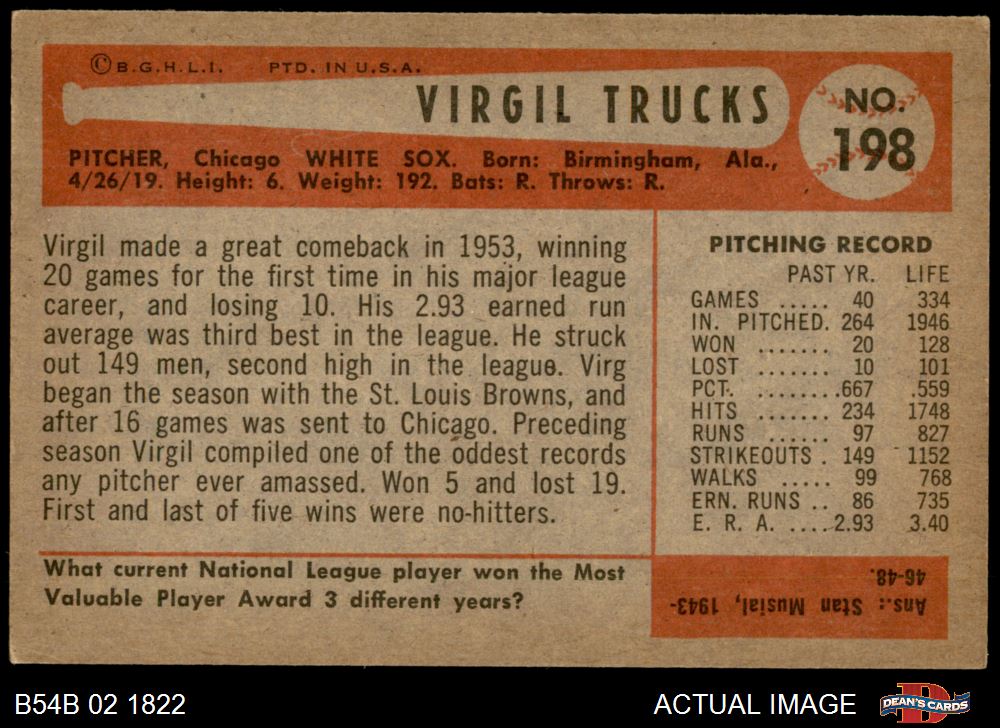 © B.G.H.L.I. PTD. IN U.S.A.
VIRGIL TRUCKS
NO.
198
PITCHER, Chicago WHITE SOX. Born: Birmingham, Ala.,
4/26/19. Height: 6. Weight: 192. Bats: R. Throws: R.
Virgil made a great comeback in 1953, winning
20 games for the first time in his major league
career, and losing 10. His 2.93 earned run
average was third best in the league. He struck
out 149 men, second high in the league. Virg
began the season with the St. Louis Browns, and
after 16 games was sent to Chicago. Preceding
season Virgil compiled one of the oddest records
any pitcher ever amassed. Won 5 and lost 19.
First and last of five wins were no-hitters.
PITCHING RECORD
PAST YR. LIFE
GAMES ..... 40 334
IN. PITCHED. 264 1946
WON ....... 20 128
LOST ....... 10 101
PCT. ....... .667 .559
HITS ....... 234 1748
RUNS ....... 97 827
STRIKEOUTS . 149 1152
WALKS ..... 99 768
ERN. RUNS .. 86 735
E. R. A. .... 2.93 3.40
What current National League player won the Most
Valuable Player Award 3 different years?
Ans.: Stan Musial, 1943-
46-48.
B54B 02 1822
ACTUAL IMAGE
D
DEAN'S CARDS